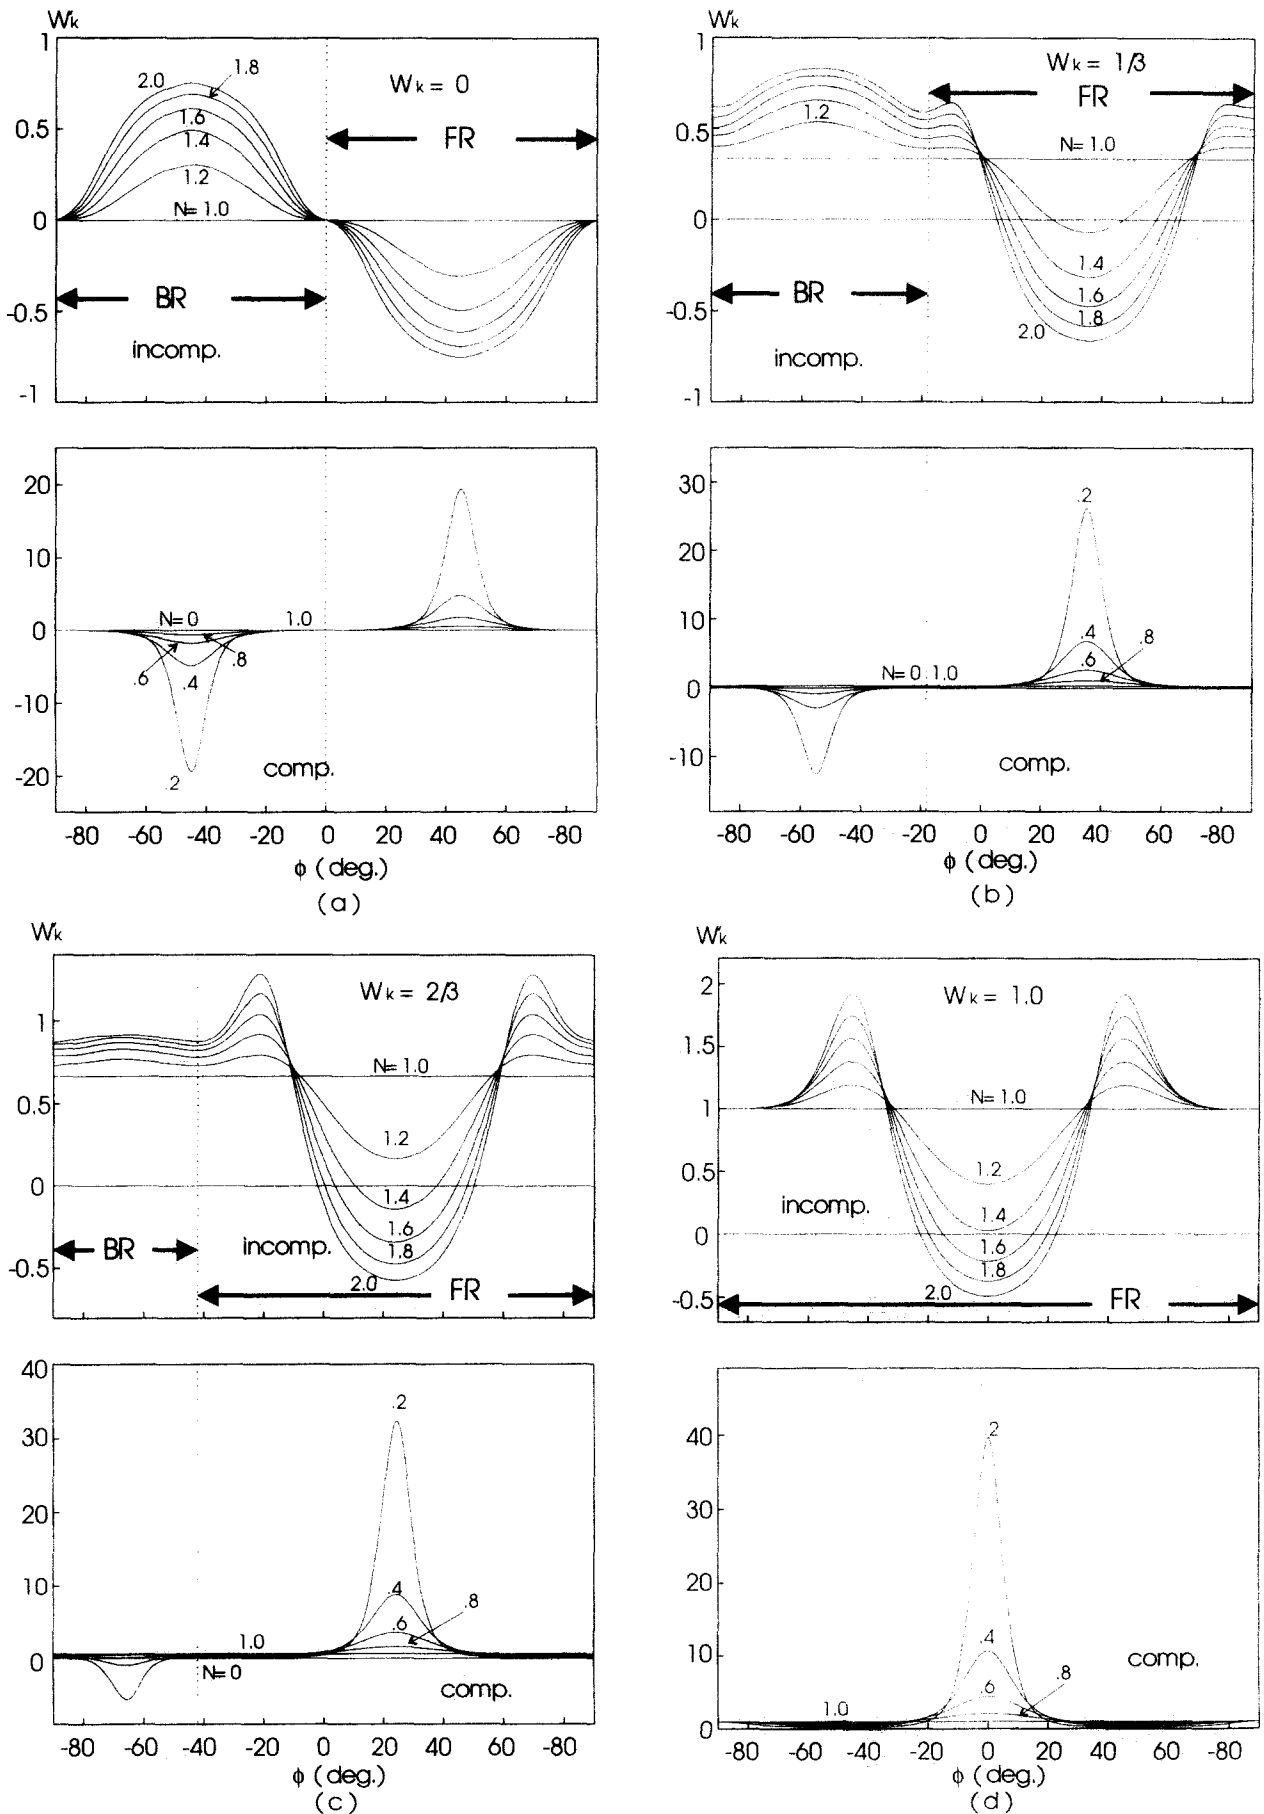 W'k
1
0.5
0
-0.5
-1
2.0
1.8
1.6
1.4
1.2
N= 1.0
Wk = 0
FR
BR
incomp.
20
10
0
-10
-20
N= 0
1.0
.6
.4
.8
.2
comp.
-80 -60 -40 -20 0 20 40 60 -80
ϕ (deg.)
(a)
W'k
1
0.5
0
-0.5
-1
Wk = 1/3
FR
1.2
N= 1.0
BR
1.4
1.6
1.8
2.0
incomp.
30
20
10
0
-10
.2
.4
.8
.6
N= 0 1.0
comp.
-80 -60 -40 -20 0 20 40 60 -80
ϕ (deg.)
(b)
W'k
1
0.5
0
-0.5
Wk = 2/3
N= 1.0
1.2
1.4
1.6
1.8
2.0
BR
incomp.
FR
40
30
20
10
0
.2
.4
.8
.6
1.0
N= 0
comp.
-80 -60 -40 -20 0 20 40 60 -80
ϕ (deg.)
(c)
W'k
2
1.5
1
0.5
0
-0.5
Wk = 1.0
N= 1.0
1.2
1.4
1.6
1.8
2.0
incomp.
FR
40
30
20
10
0
.2
.4
.6
.8
1.0
comp.
-80 -60 -40 -20 0 20 40 60 -80
ϕ (deg.)
(d)